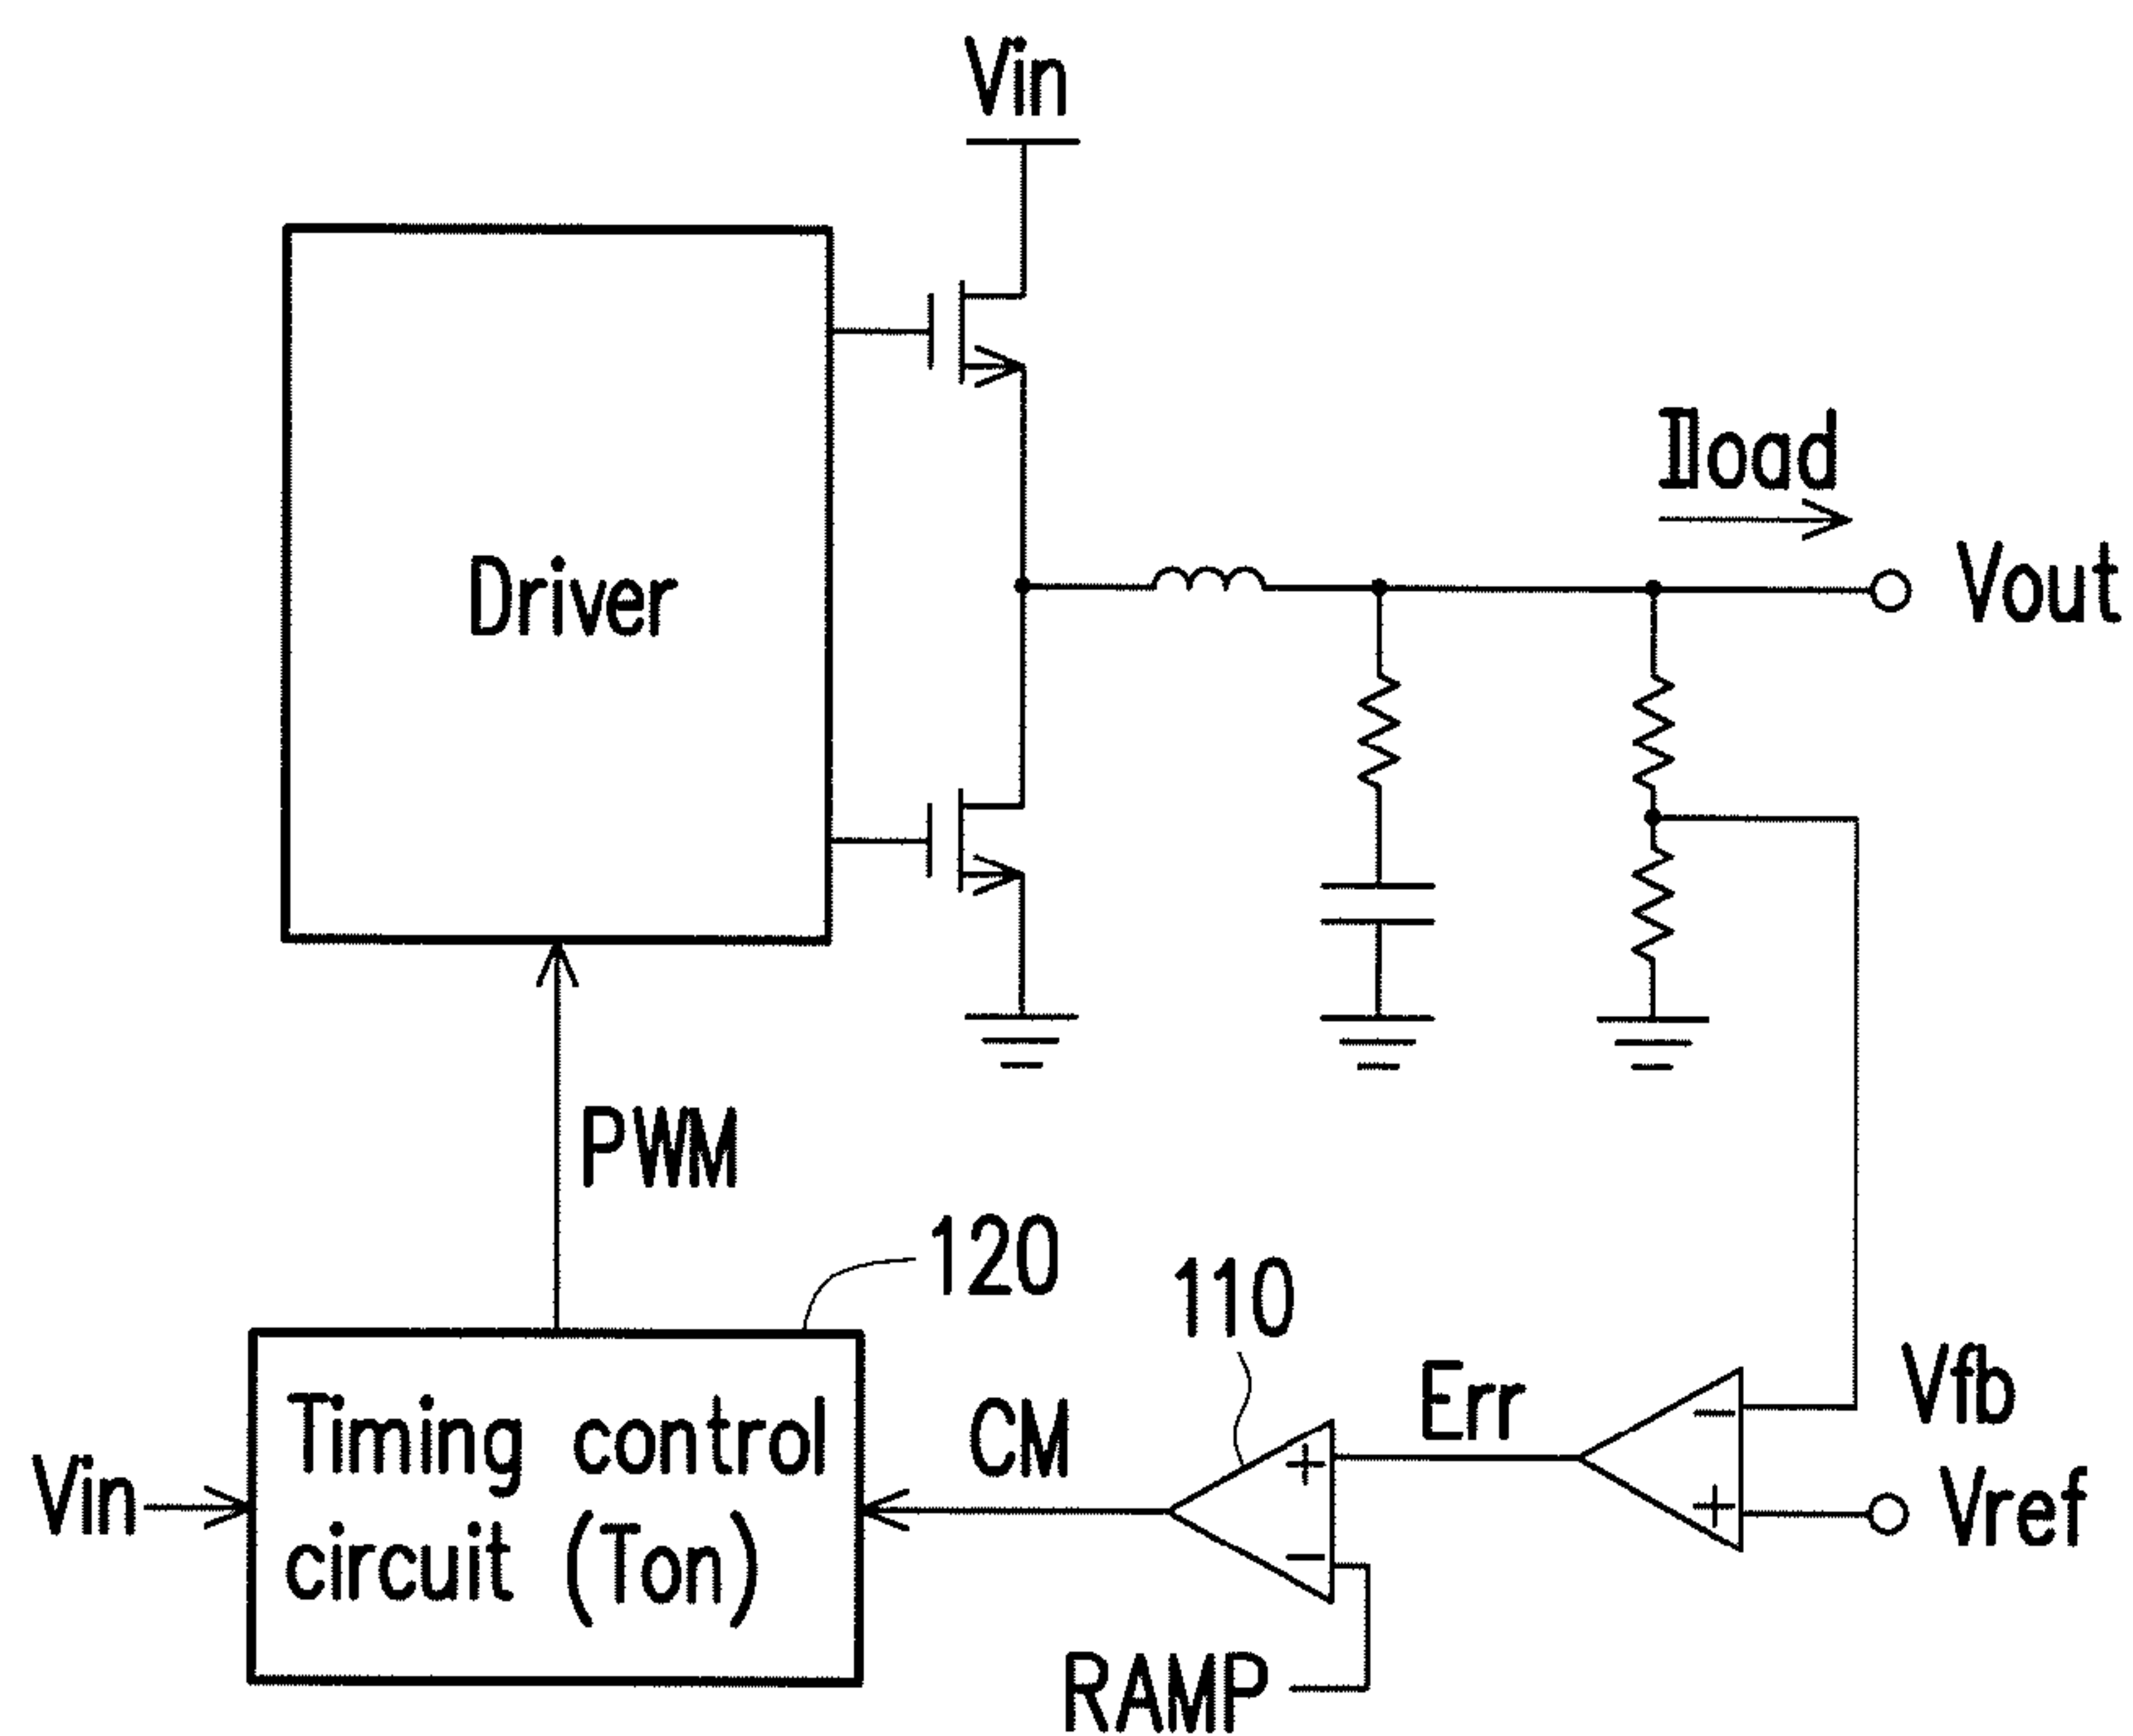 Vin
Driver
Iload
Vout
PWM
120
110
Timing control
circuit (Ton)
Vin
CM
Err
Vfb
Vref
RAMP
+
−
−
+